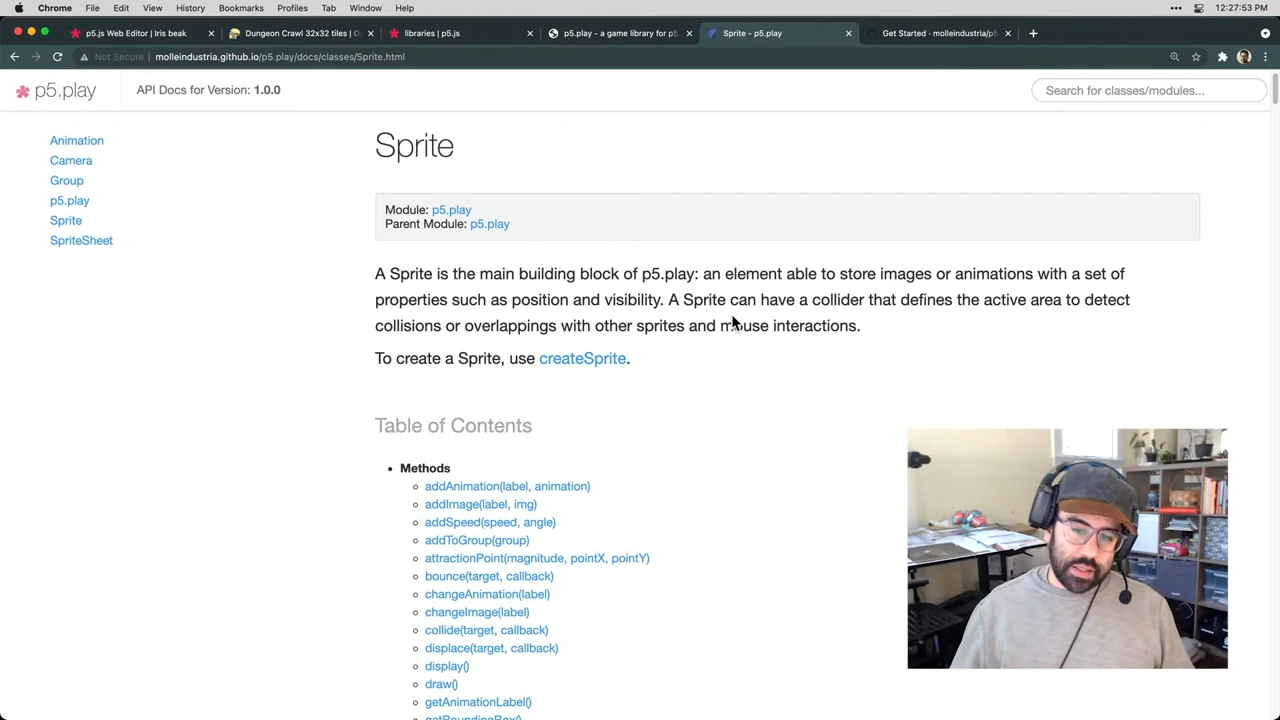 Chrome File Edit View History Bookmarks Profiles Tab Window Help 12:27:53 PM
p5.js Web Editor | Iris beak Dungeon Crawl 32x32 tiles | O libraries | p5.js p5.play - a game library for p5 Sprite - p5.play Get Started · molleindustria/p5
Not Secure molleindustria.github.io/p5.play/docs/classes/Sprite.html
p5.play API Docs for Version: 1.0.0 Search for classes/modules...
Animation
Camera
Group
p5.play
Sprite
SpriteSheet
Sprite
Module: p5.play
Parent Module: p5.play
A Sprite is the main building block of p5.play: an element able to store images or animations with a set of
properties such as position and visibility. A Sprite can have a collider that defines the active area to detect
collisions or overlappings with other sprites and mouse interactions.
To create a Sprite, use createSprite.
Table of Contents
Methods
addAnimation(label, animation)
addImage(label, img)
addSpeed(speed, angle)
addToGroup(group)
attractionPoint(magnitude, pointX, pointY)
bounce(target, callback)
changeAnimation(label)
changeImage(label)
collide(target, callback)
displace(target, callback)
display()
draw()
getAnimationLabel()
getBoundingBox()